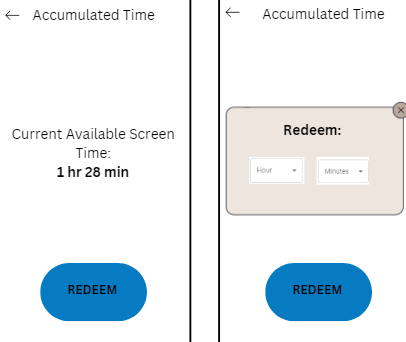 Accumulated Time
Current Available Screen
Time:
1 hr 28 min
REDEEM
Accumulated Time
Redeem:
Hour
Minutes
REDEEM